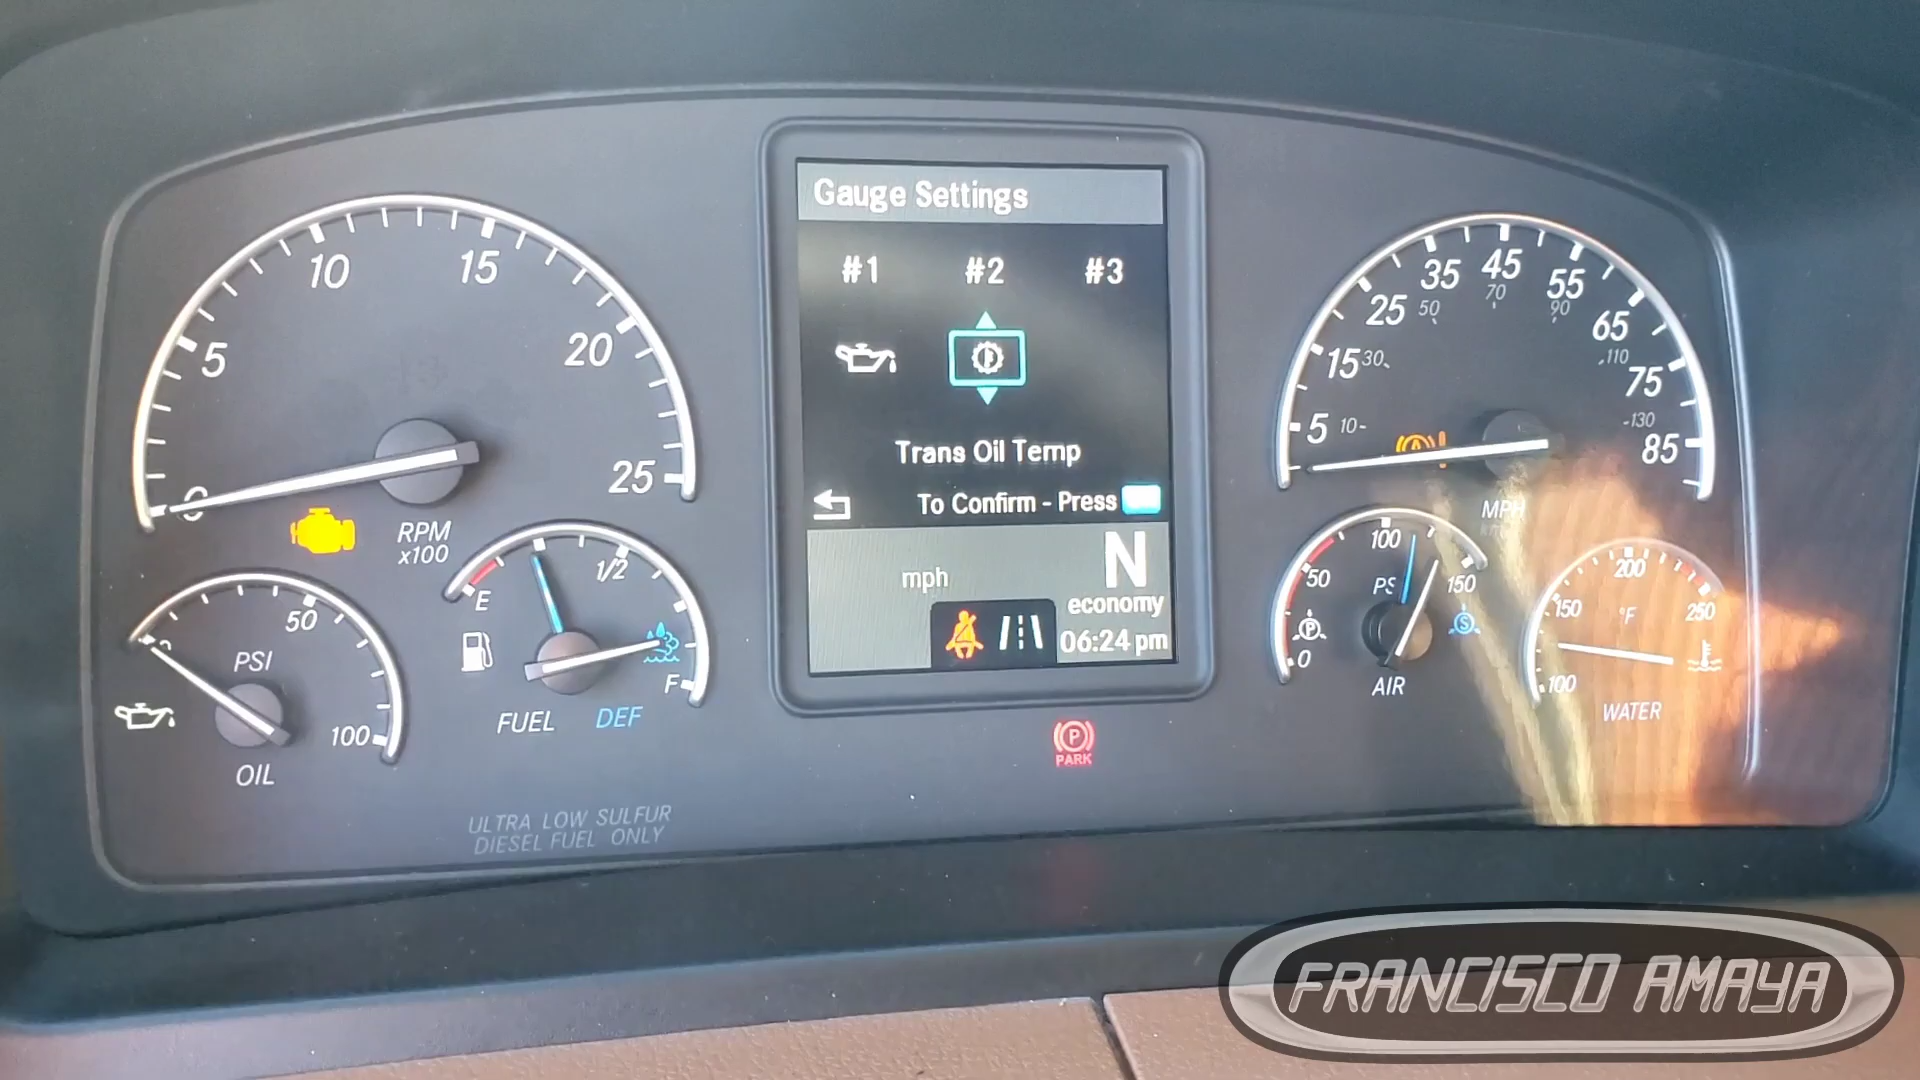 Gauge Settings
#1 #2 #3
Trans Oil Temp
To Confirm - Press
mph
N
economy
06:24 pm
0 5 10 15 20 25
RPM
x100
E 1/2 F
FUEL DEF
50
PSI
100
OIL
ULTRA LOW SULFUR
DIESEL FUEL ONLY
5 15 25 35 45 55 65 75 85
10 30 50 70 90 110 130
MPH
0 50 100 150
P
S
AIR
100 150 200 250
°F
WATER
P
PARK
FRANCISCO AMAYA